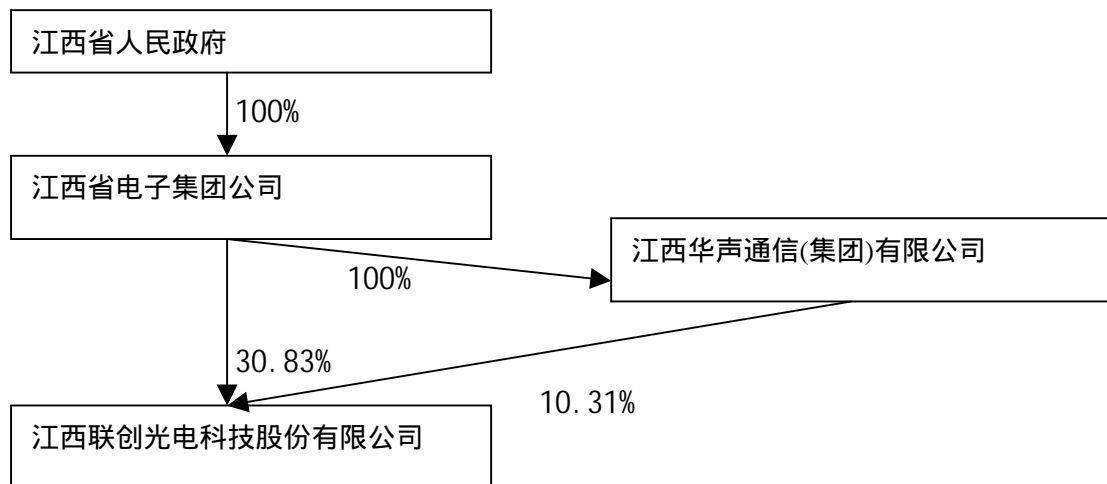 江西省人民政府
100%
江西省电子集团公司
江西华声通信(集团)有限公司
100%
30.83%
10.31%
江西联创光电科技股份有限公司